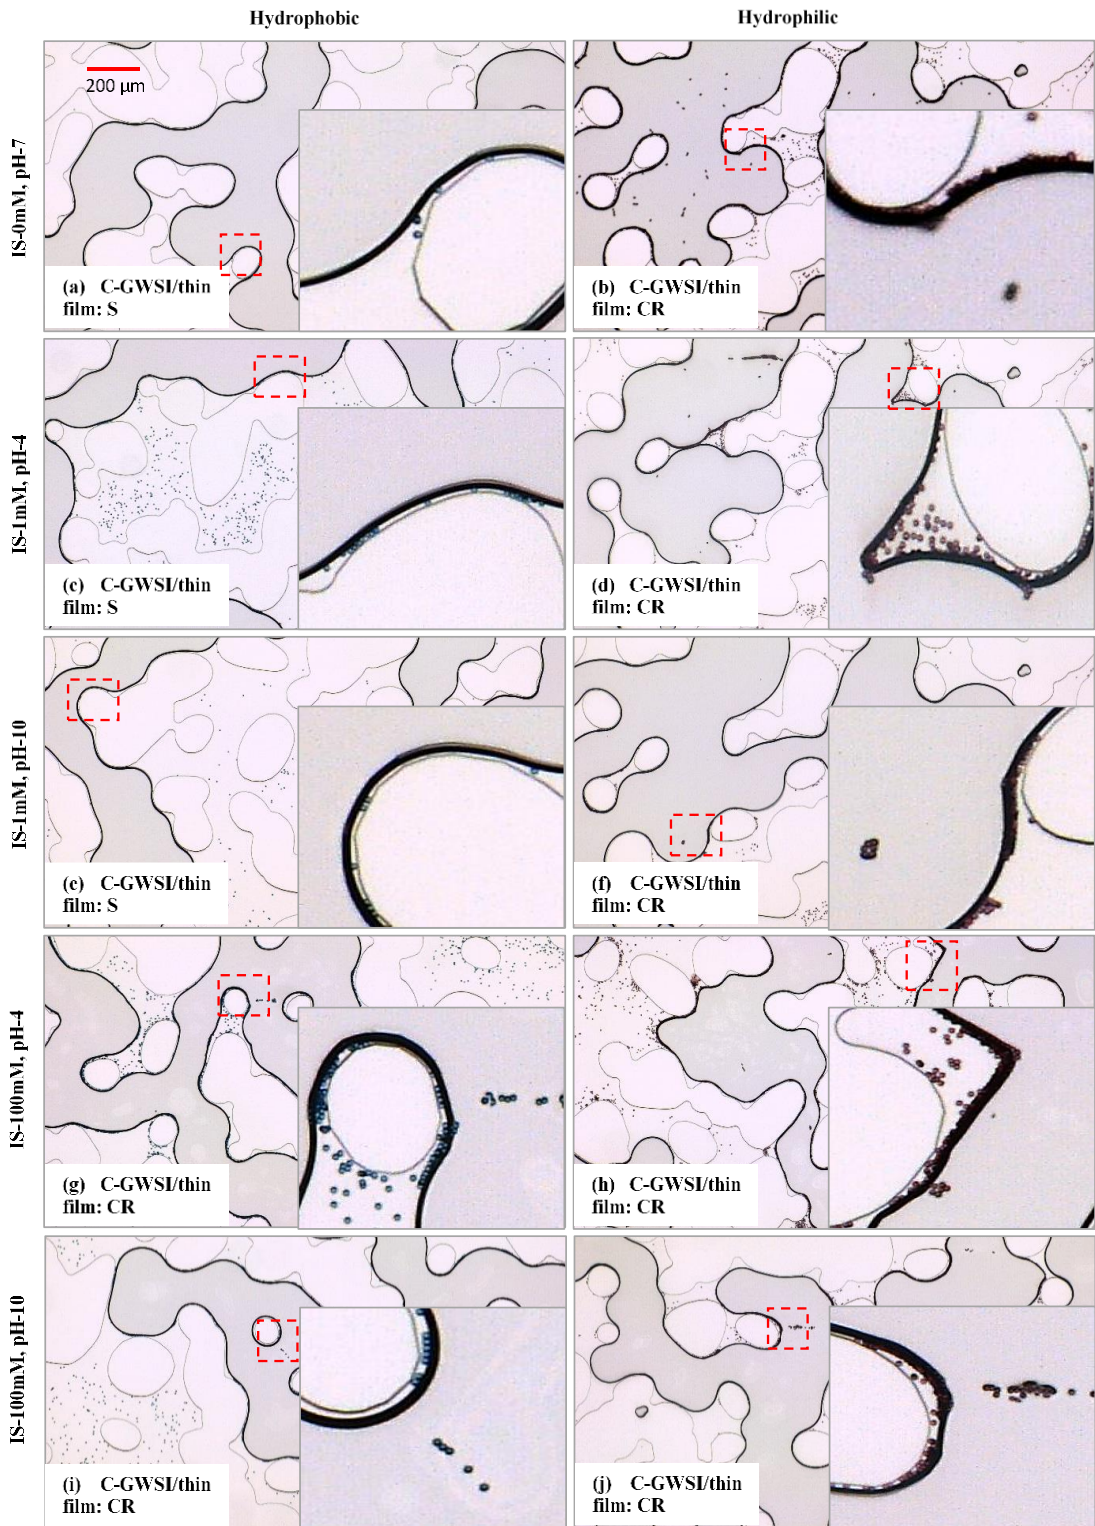 Hydrophobic
Hydrophilic
IS-0mM, pH-7
200 µm
(a) C-GWSI/thin
film: S
(b) C-GWSI/thin
film: CR
IS-1mM, pH-4
(c) C-GWSI/thin
film: S
(d) C-GWSI/thin
film: CR
IS-1mM, pH-10
(e) C-GWSI/thin
film: S
(f) C-GWSI/thin
film: CR
IS-100mM, pH-4
(g) C-GWSI/thin
film: CR
(h) C-GWSI/thin
film: CR
IS-100mM, pH-10
(i) C-GWSI/thin
film: CR
(j) C-GWSI/thin
film: CR